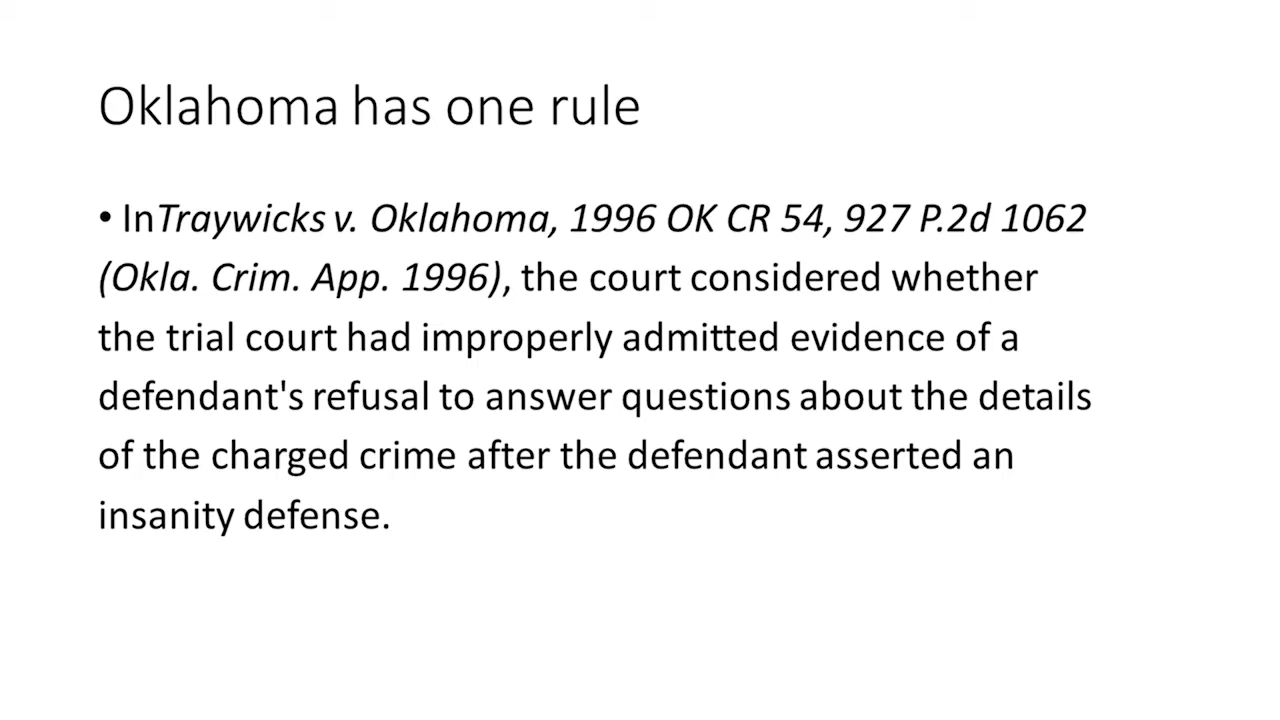 Oklahoma has one rule
• InTraywicks v. Oklahoma, 1996 OK CR 54, 927 P.2d 1062
(Okla. Crim. App. 1996), the court considered whether
the trial court had improperly admitted evidence of a
defendant's refusal to answer questions about the details
of the charged crime after the defendant asserted an
insanity defense.